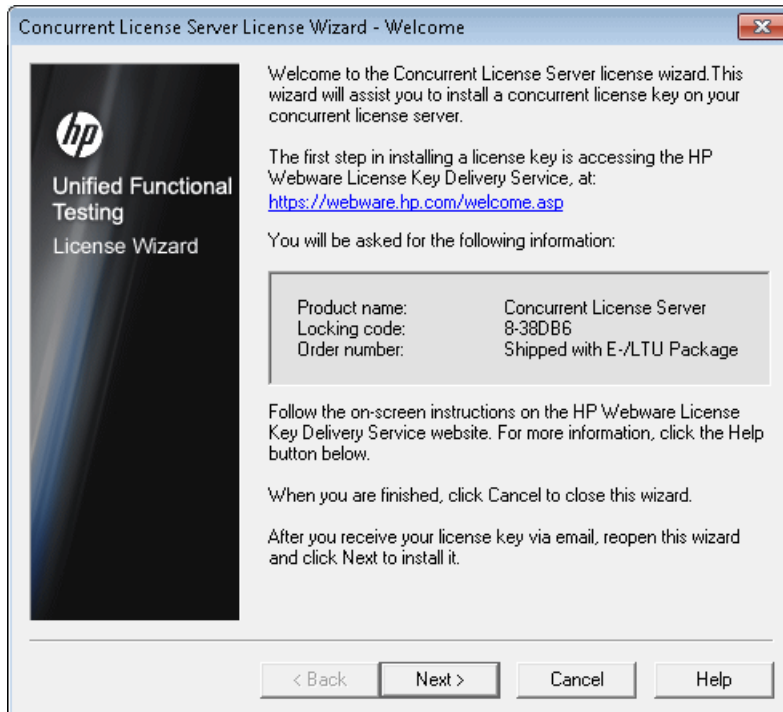 Concurrent License Server License Wizard - Welcome
hp
Unified Functional
Testing
License Wizard
Welcome to the Concurrent License Server license wizard.This
wizard will assist you to install a concurrent license key on your
concurrent license server.
The first step in installing a license key is accessing the HP
Webware License Key Delivery Service, at:
https://webware.hp.com/welcome.asp
You will be asked for the following information:
Product name: Concurrent License Server
Locking code: 8-38DB6
Order number: Shipped with E-/LTU Package
Follow the on-screen instructions on the HP Webware License
Key Delivery Service website. For more information, click the Help
button below.
When you are finished, click Cancel to close this wizard.
After you receive your license key via email, reopen this wizard
and click Next to install it.
< Back Next > Cancel Help